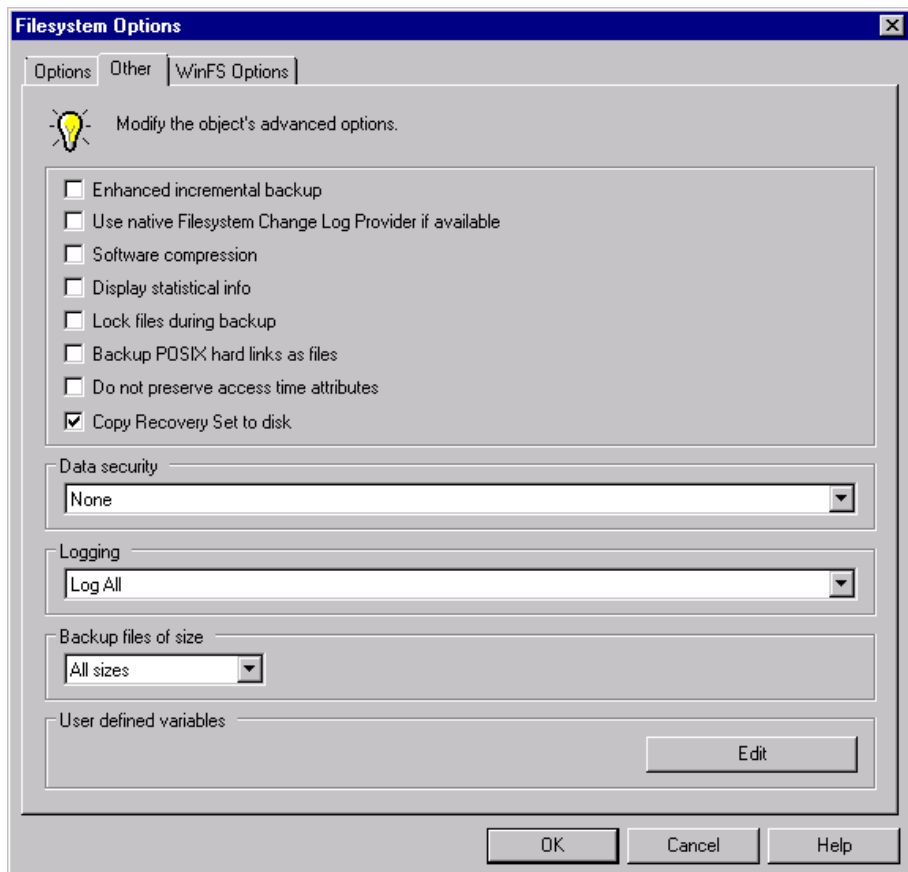 Filesystem Options
Options Other WinFS Options
Modify the object's advanced options.
Enhanced incremental backup
Use native Filesystem Change Log Provider if available
Software compression
Display statistical info
Lock files during backup
Backup POSIX hard links as files
Do not preserve access time attributes
Copy Recovery Set to disk
Data security
None
Logging
Log All
Backup files of size
All sizes
User defined variables
Edit
OK Cancel Help